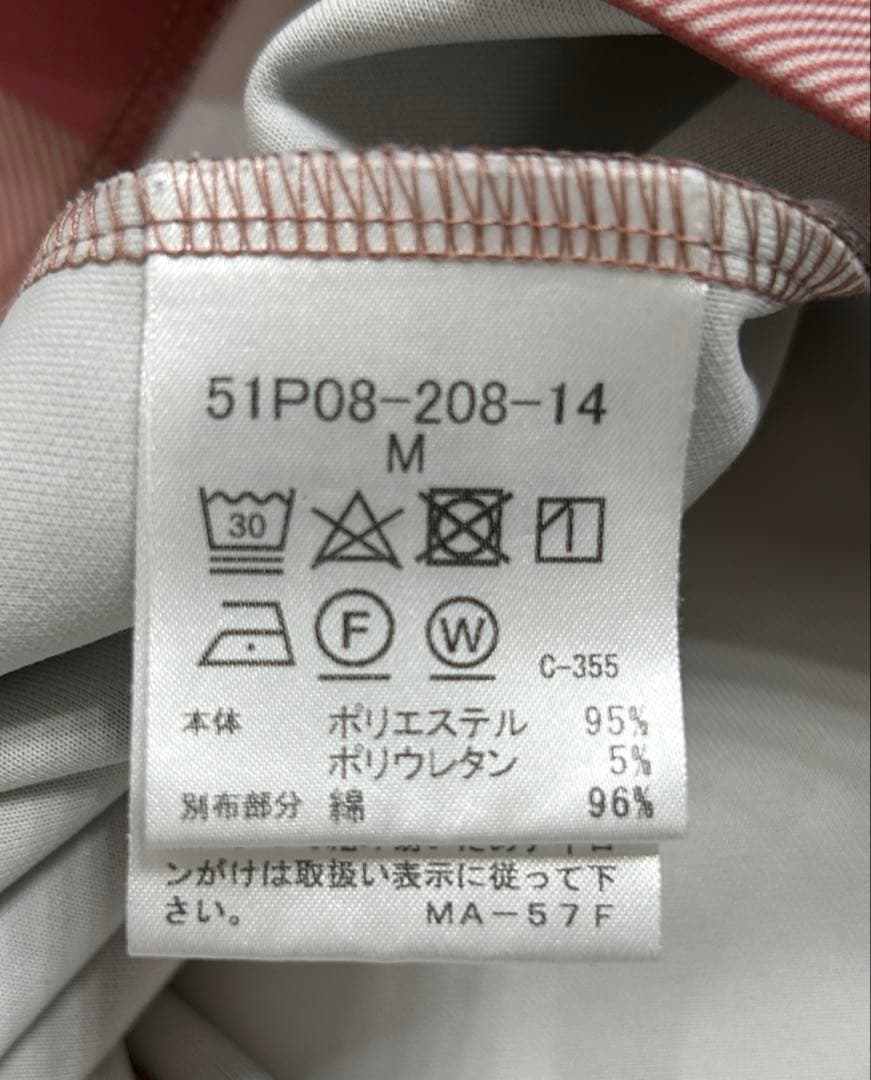 51P08-208-14
M
30
F W C-355
本体 ポリエステル 95%
ポリウレタン 5%
別布部分 綿 96%
ンがけは取扱い表示に従って下
さい。 MA-57F